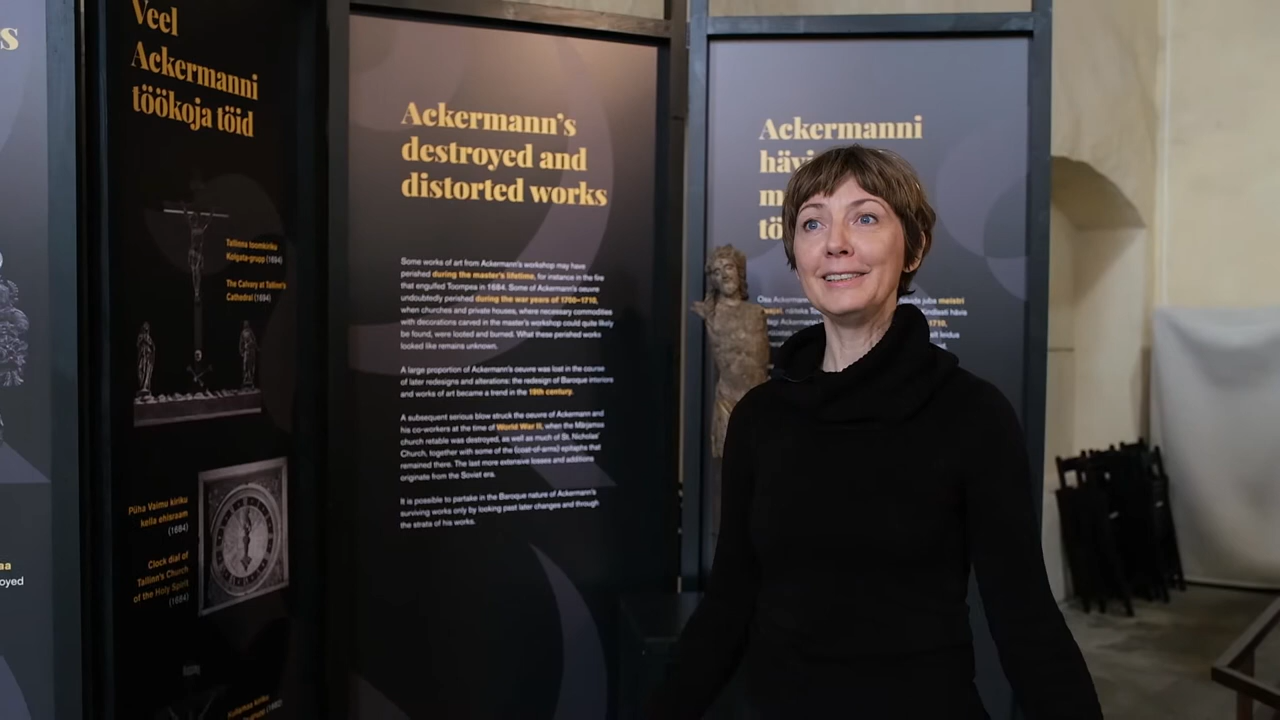 s
aa
oyed
Veel
Ackermanni
töökoja töid
Tallinna toomkiriku
Kolgata-grupp (1694)
The Calvary at Tallinn's
Cathedral (1694)
Püha Vaimu kiriku
kella ehisraam
(1684)
Clock dial of
Tallinn's Church
of the Holy Spirit
(1684)
Ackermann's
destroyed and
distorted works
Some works of art from Ackermann's workshop may have
perished during the master's lifetime, for instance in the fire
that engulfed Toompea in 1684. Some of Ackermann's oeuvre
undoubtedly perished during the war years of 1700–1710,
when churches and private houses, where necessary commodities
with decorations carved in the master's workshop could quite likely
be found, were looted and burned. What these perished works
looked like remains unknown.
A large proportion of Ackermann's oeuvre was lost in the course
of later redesigns and alterations: the redesign of Baroque interiors
and works of art became a trend in the 19th century.
A subsequent serious blow struck the oeuvre of Ackermann and
his co-workers at the time of World War II, when the Märjamaa
church retable was destroyed, as well as much of St. Nicholas'
Church, together with some of the (coat-of-arms) epitaphs that
remained there. The last more extensive losses and additions
originate from the Soviet era.
It is possible to partake in the Baroque nature of Ackermann's
surviving works only by looking past later changes and through
the strata of his works.
Ackermanni
hävi
m
tö
Osa Ackermann juba meistri
1710,